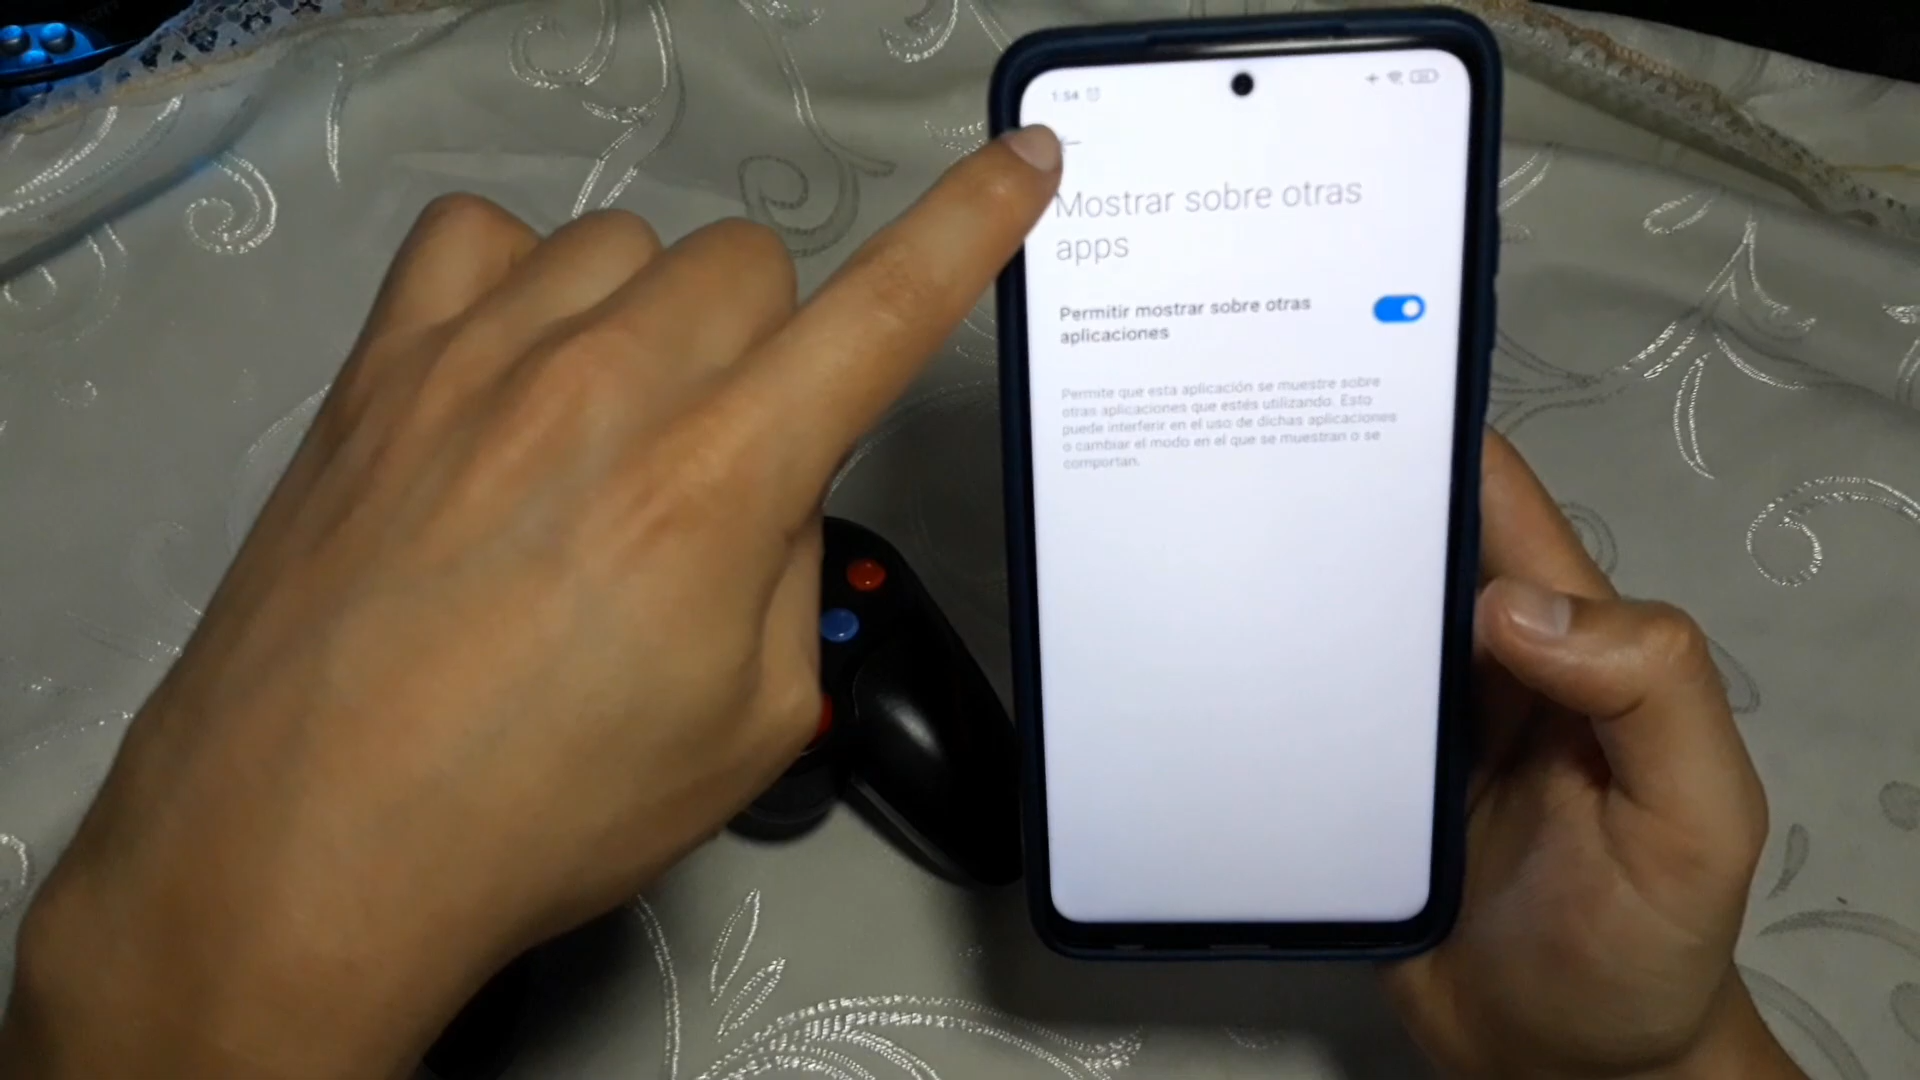 1:54
Mostrar sobre otras
apps
Permitir mostrar sobre otras
aplicaciones
Permite que esta aplicación se muestre sobre
otras aplicaciones que estés utilizando. Esto
puede interferir en el uso de dichas aplicaciones
o cambiar el modo en el que se muestran o se
comportan.